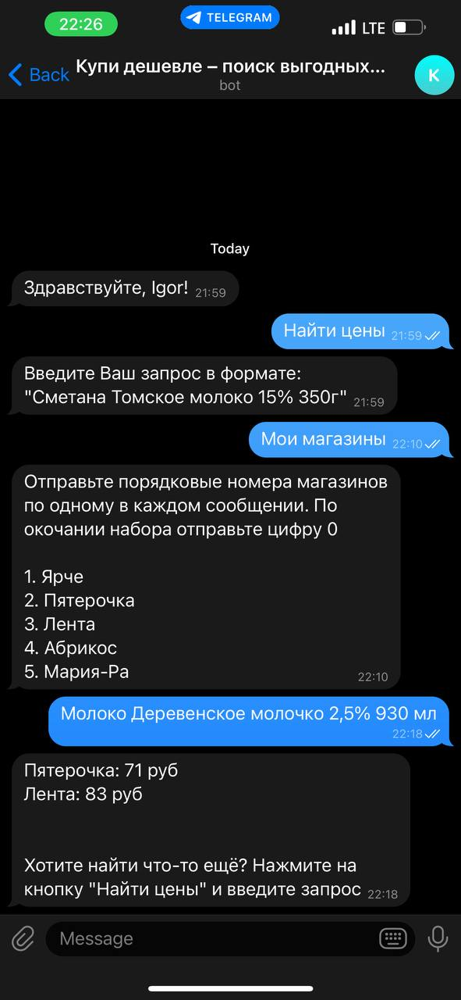 22:26
TELEGRAM
LTE
Back
Купи дешевле – поиск выгодных...
bot
К
Today
Здравствуйте, Igor! 21:59
Найти цены 21:59
Введите Ваш запрос в формате:
"Сметана Томское молоко 15% 350г" 21:59
Мои магазины 22:10
Отправьте порядковые номера магазинов
по одному в каждом сообщении. По
окочании набора отправьте цифру 0
1. Ярче
2. Пятерочка
3. Лента
4. Абрикос
5. Мария-Ра
22:10
Молоко Деревенское молочко 2,5% 930 мл
22:18
Пятерочка: 71 руб
Лента: 83 руб
Хотите найти что-то ещё? Нажмите на
кнопку "Найти цены" и введите запрос 22:18
Message